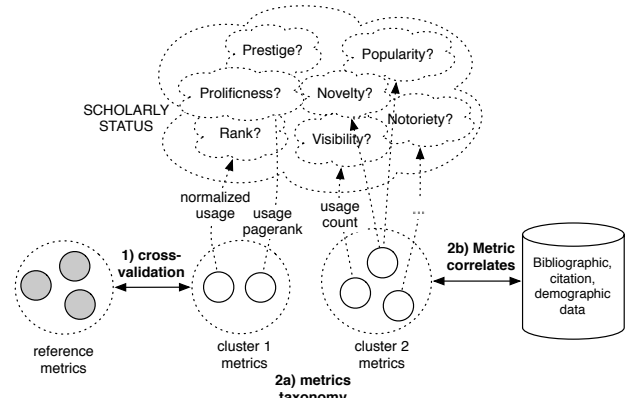 Prestige?
Popularity?
Prolificness?
Novelty?
SCHOLARLY
STATUS
Notoriety?
Rank?
Visibility?
normalized
usage
usage
pagerank
usage
count
...
1) cross-
validation
2b) Metric
correlates
Bibliographic,
citation,
demographic
data
reference
metrics
cluster 1
metrics
cluster 2
metrics
2a) metrics
taxonomy